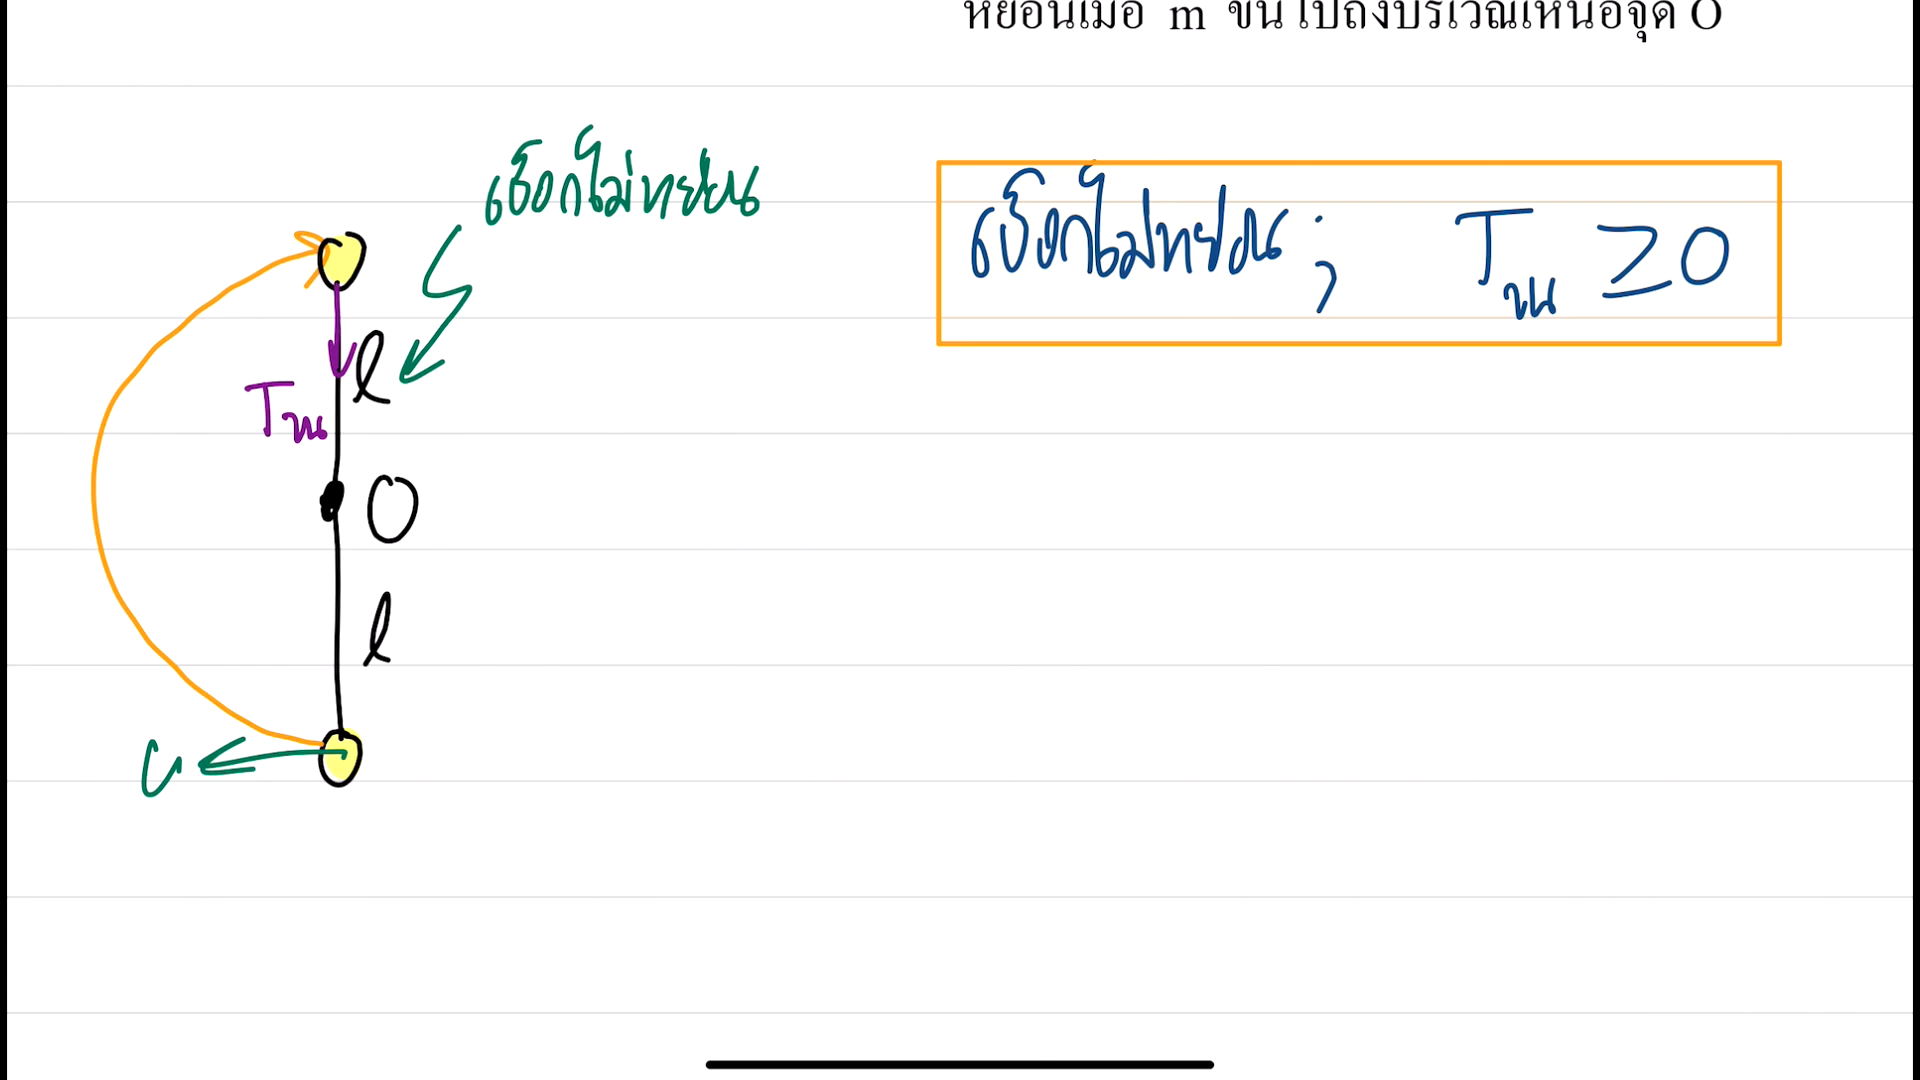 หย่อนเมื่อ m ขึ้นไปถึงบริเวณเหนือจุด O
เชือกไม่หย่อน
เชือกไม่หย่อน ; Tบน ≥ 0
l
Tบน
O
l
u